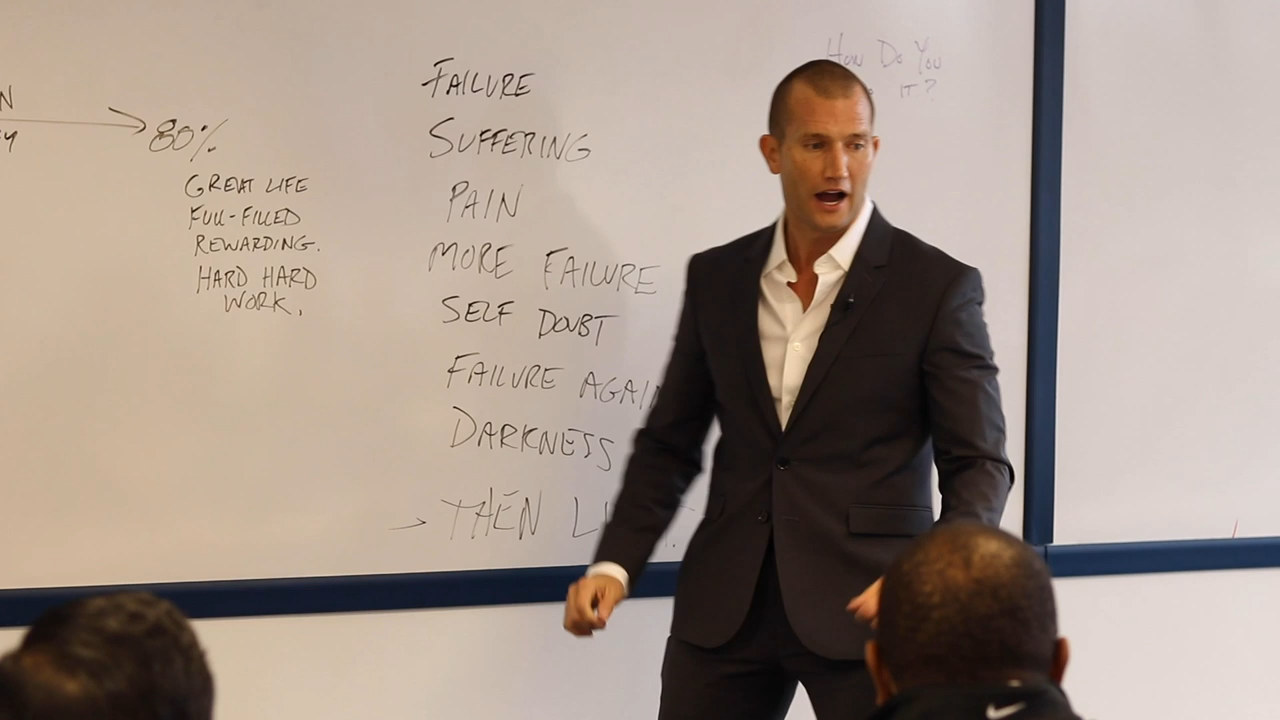 80%
GREAT LIFE
FULL-FILLED
REWARDING.
HARD HARD
WORK.
FAILURE
SUFFERING
PAIN
MORE FAILURE
SELF DOUBT
FAILURE AGAIN
DARKNESS
→ THEN
HOW DO YOU
IT?